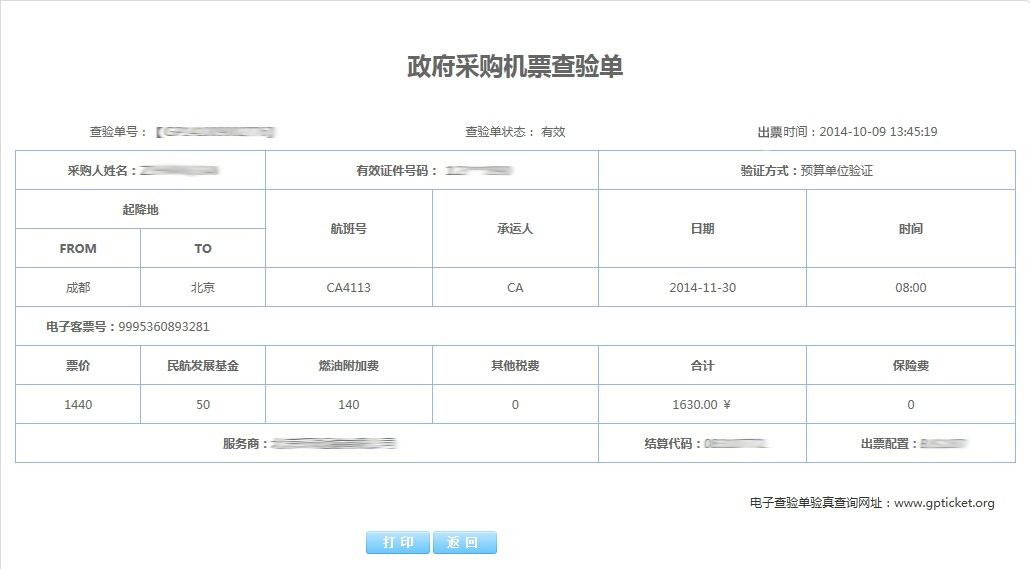 政府采购机票查验单
查验单号： 查验单状态： 有效 出票时间：2014-10-09 13:45:19
采购人姓名： 有效证件号码： 验证方式：预算单位验证
起降地 航班号 承运人 日期 时间
FROM TO
成都 北京 CA4113 CA 2014-11-30 08:00
电子客票号：9995360893281
票价 民航发展基金 燃油附加费 其他税费 合计 保险费
1440 50 140 0 1630.00 ¥ 0
服务商： 结算代码： 出票配置：
电子查验单验真查询网址：www.gpticket.org
打 印 返 回